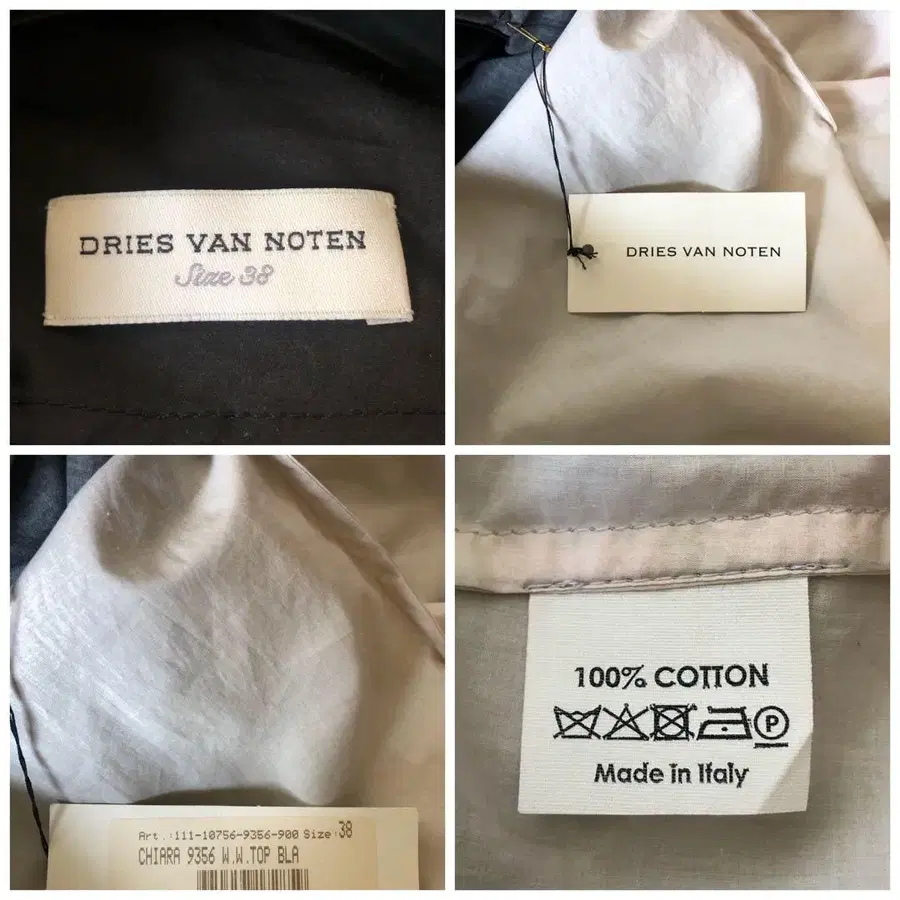 DRIES VAN NOTEN
Size 38
DRIES VAN NOTEN
Art.:111-10756-9356-900 Size:38
CHIARA 9356 W.W.TOP BLA
100% COTTON
P
Made in Italy